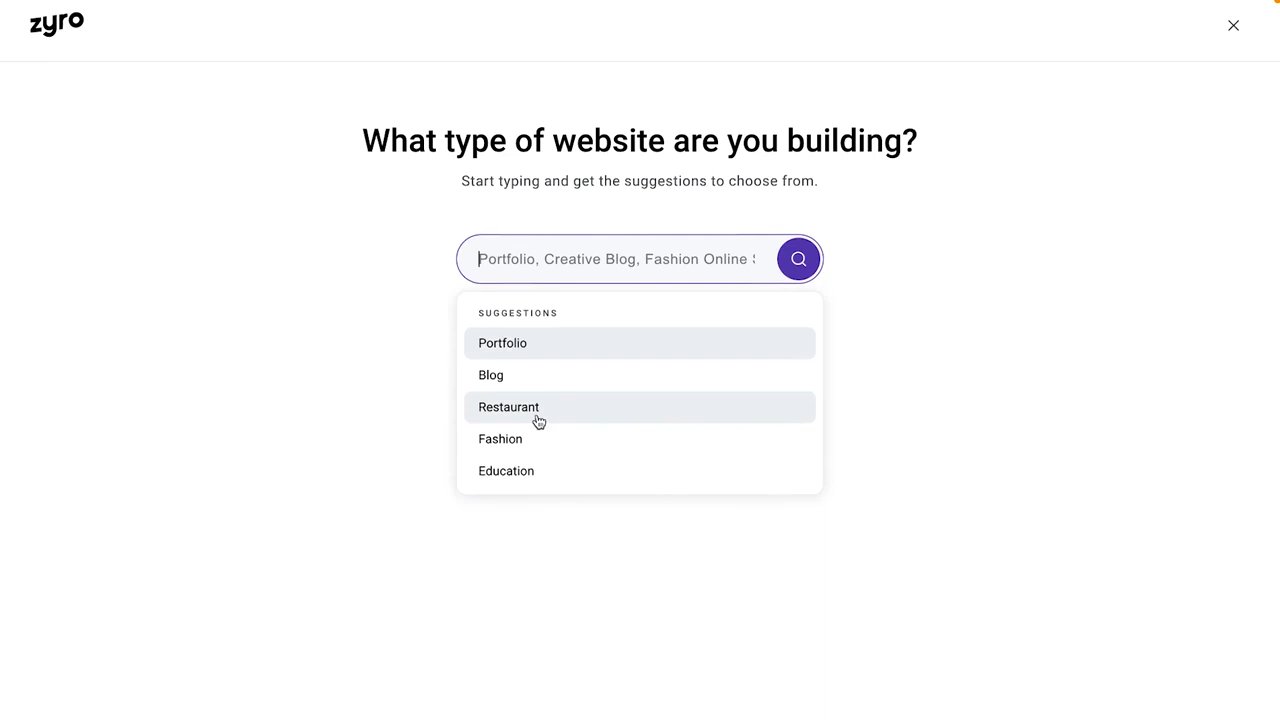 zyro
What type of website are you building?
Start typing and get the suggestions to choose from.
Portfolio, Creative Blog, Fashion Online
SUGGESTIONS
Portfolio
Blog
Restaurant
Fashion
Education